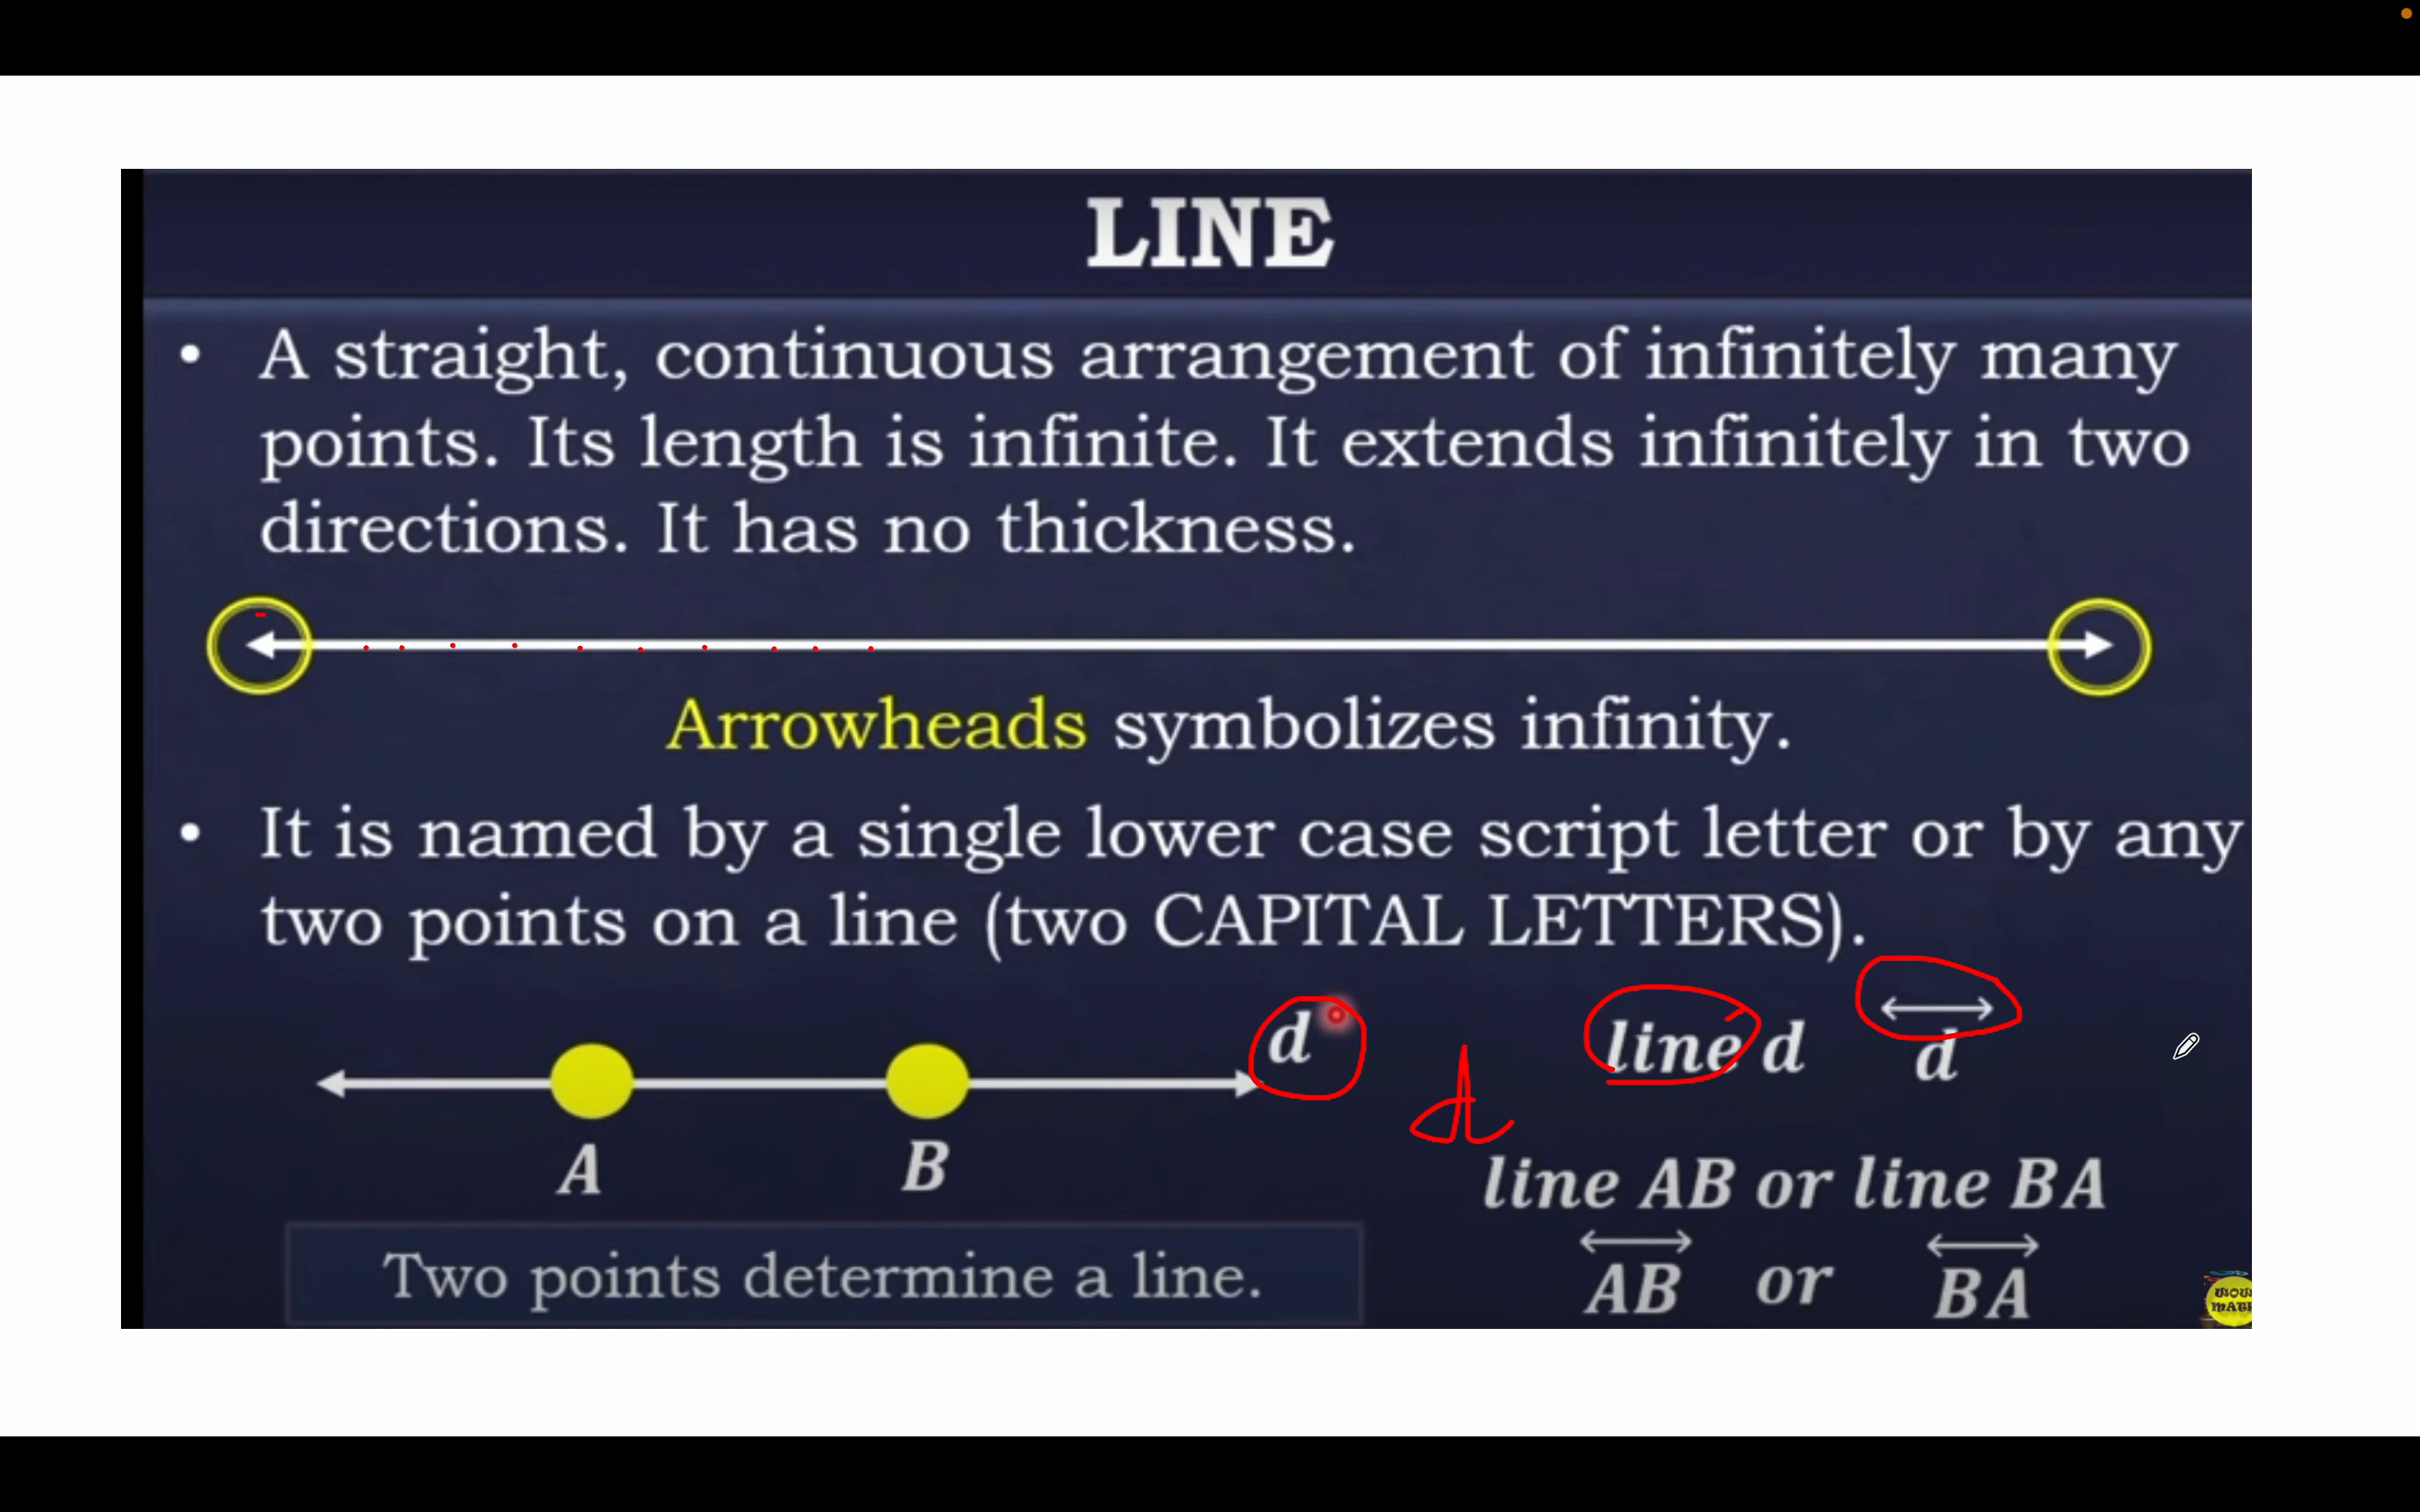 LINE
• A straight, continuous arrangement of infinitely many
points. Its length is infinite. It extends infinitely in two
directions. It has no thickness.
Arrowheads symbolizes infinity.
• It is named by a single lower case script letter or by any
two points on a line (two CAPITAL LETTERS).
d
line d
d
d
A
B
line AB or line BA
AB or BA
Two points determine a line.
WOW
MATH